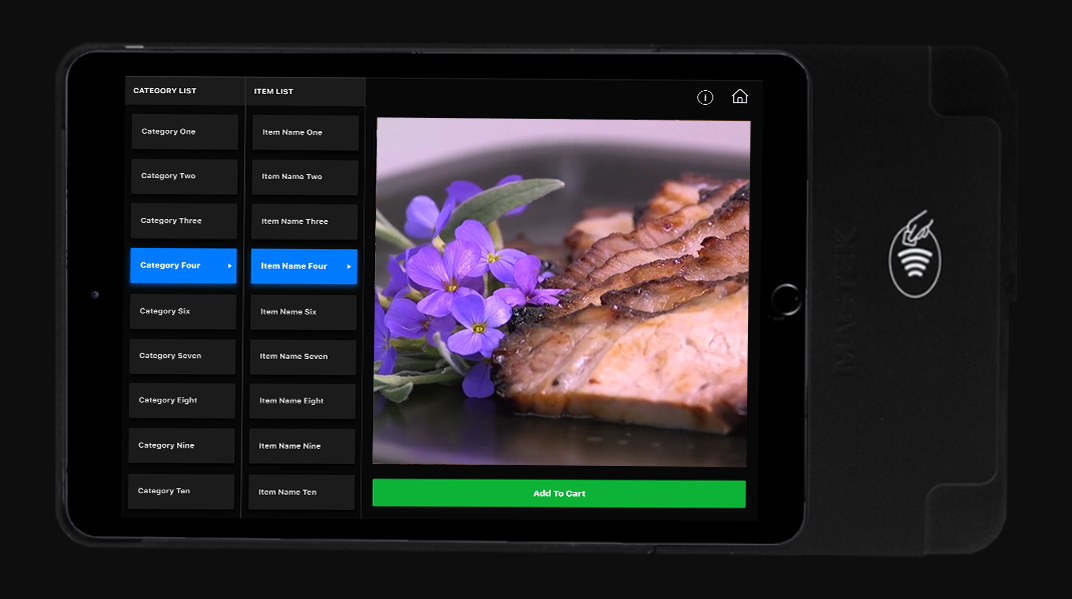 CATEGORY LIST
Category One
Category Two
Category Three
Category Four
Category Six
Category Seven
Category Eight
Category Nine
Category Ten
ITEM LIST
Item Name One
Item Name Two
Item Name Three
Item Name Four
Item Name Six
Item Name Seven
Item Name Eight
Item Name Nine
Item Name Ten
Add To Cart
MAGTEK